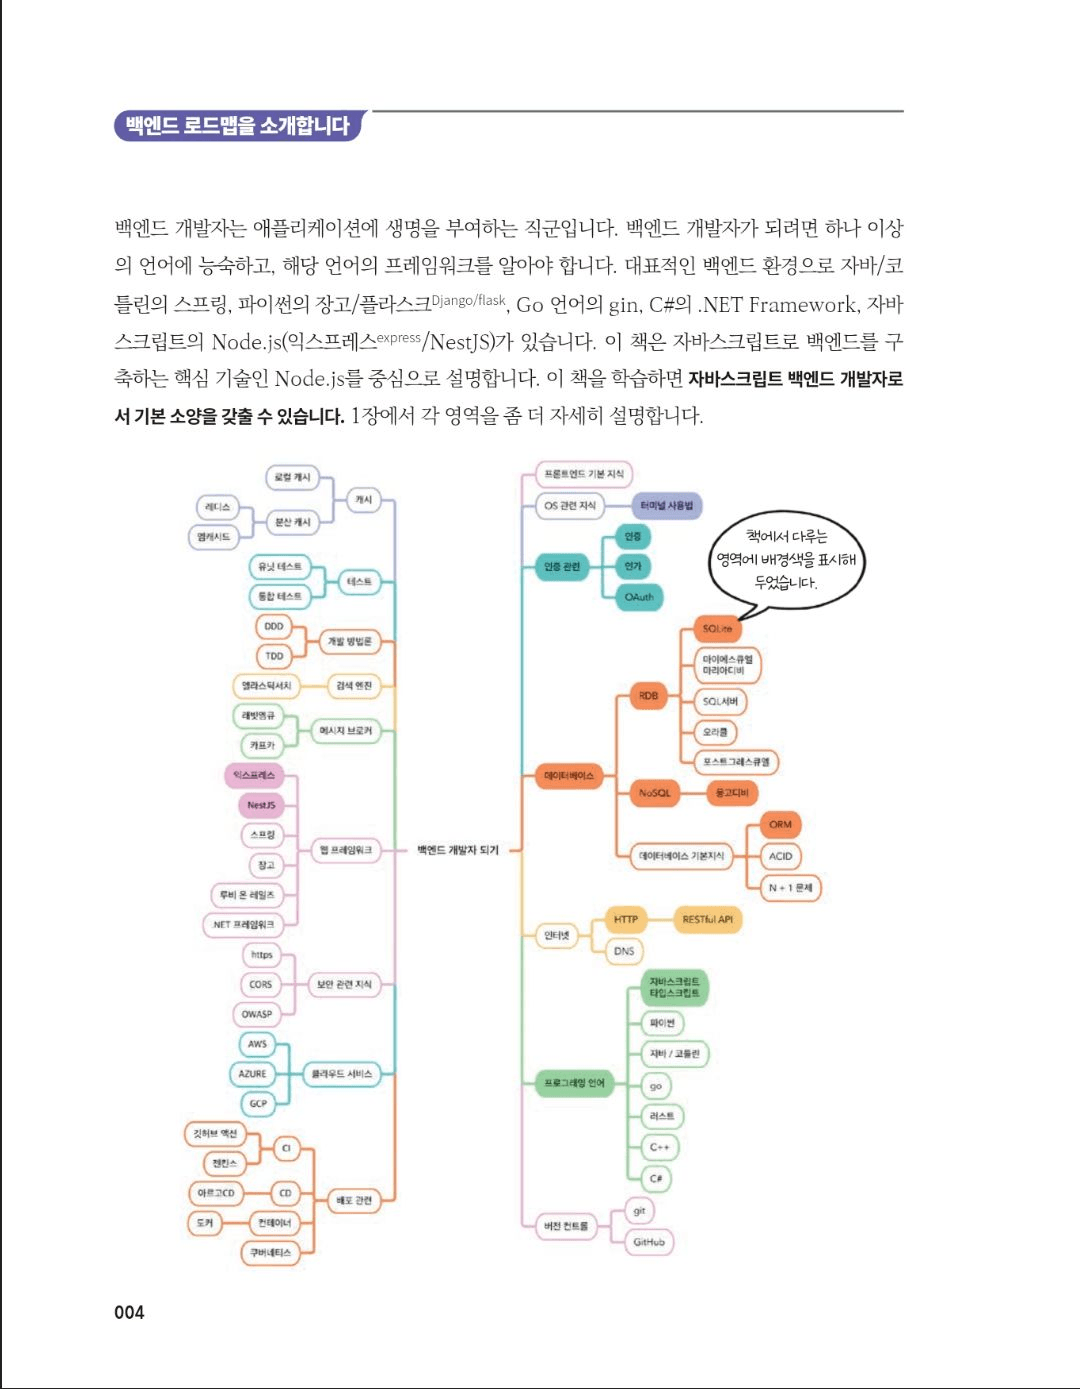 백엔드 로드맵을 소개합니다
백엔드 개발자는 애플리케이션에 생명을 부여하는 직군입니다. 백엔드 개발자가 되려면 하나 이상
의 언어에 능숙하고, 해당 언어의 프레임워크를 알아야 합니다. 대표적인 백엔드 환경으로 자바/코
틀린의 스프링, 파이썬의 장고/플라스크Django/flask, Go 언어의 gin, C#의 .NET Framework, 자바
스크립트의 Node.js(익스프레스express/NestJS)가 있습니다. 이 책은 자바스크립트로 백엔드를 구
축하는 핵심 기술인 Node.js를 중심으로 설명합니다. 이 책을 학습하면 자바스크립트 백엔드 개발자로
서 기본 소양을 갖출 수 있습니다. 1장에서 각 영역을 좀 더 자세히 설명합니다.
로컬 캐시
캐시
레디스
분산 캐시
멤캐시드
유닛 테스트
테스트
통합 테스트
DDD
개발 방법론
TDD
엘라스틱서치
검색 엔진
래빗엠큐
메시지 브로커
카프카
익스프레스
NestJS
스프링
웹 프레임워크
장고
루비 온 레일즈
.NET 프레임워크
https
CORS
보안 관련 지식
OWASP
AWS
AZURE
클라우드 서비스
GCP
깃허브 액션
CI
젠킨스
아르고CD
CD
배포 관련
도커
컨테이너
쿠버네티스
백엔드 개발자 되기
프론트엔드 기본 지식
OS 관련 지식
터미널 사용법
인증
인증 관련
인가
OAuth
책에서 다루는
영역에 배경색을 표시해
두었습니다.
SQLite
마이에스큐엘
마리아디비
RDB
SQL서버
오라클
포스트그레스큐엘
데이터베이스
NoSQL
몽고디비
ORM
데이터베이스 기본지식
ACID
N + 1 문제
HTTP
RESTful API
인터넷
DNS
자바스크립트
타입스크립트
파이썬
자바 / 코틀린
프로그래밍 언어
go
러스트
C++
C#
git
버전 컨트롤
GitHub
004